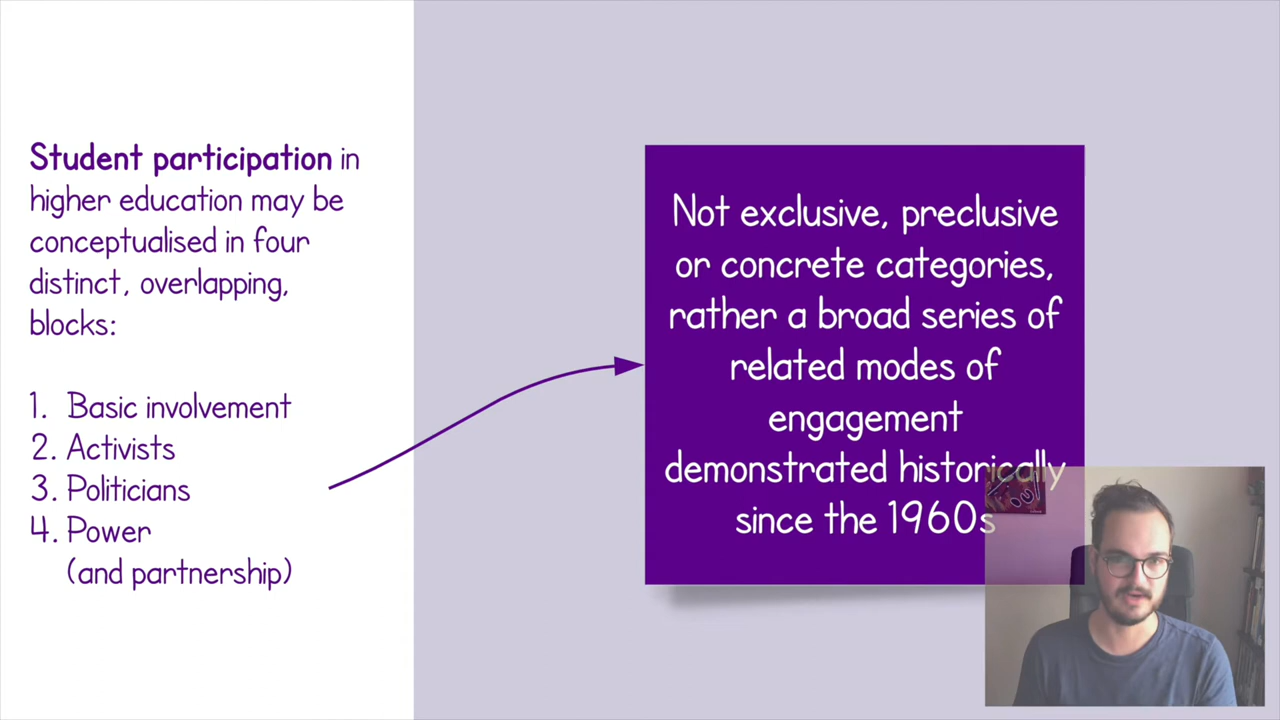 Student participation in
higher education may be
conceptualised in four
distinct, overlapping,
blocks:
1. Basic involvement
2. Activists
3. Politicians
4. Power
(and partnership)
Not exclusive, preclusive
or concrete categories,
rather a broad series of
related modes of
engagement
demonstrated historically
since the 1960s